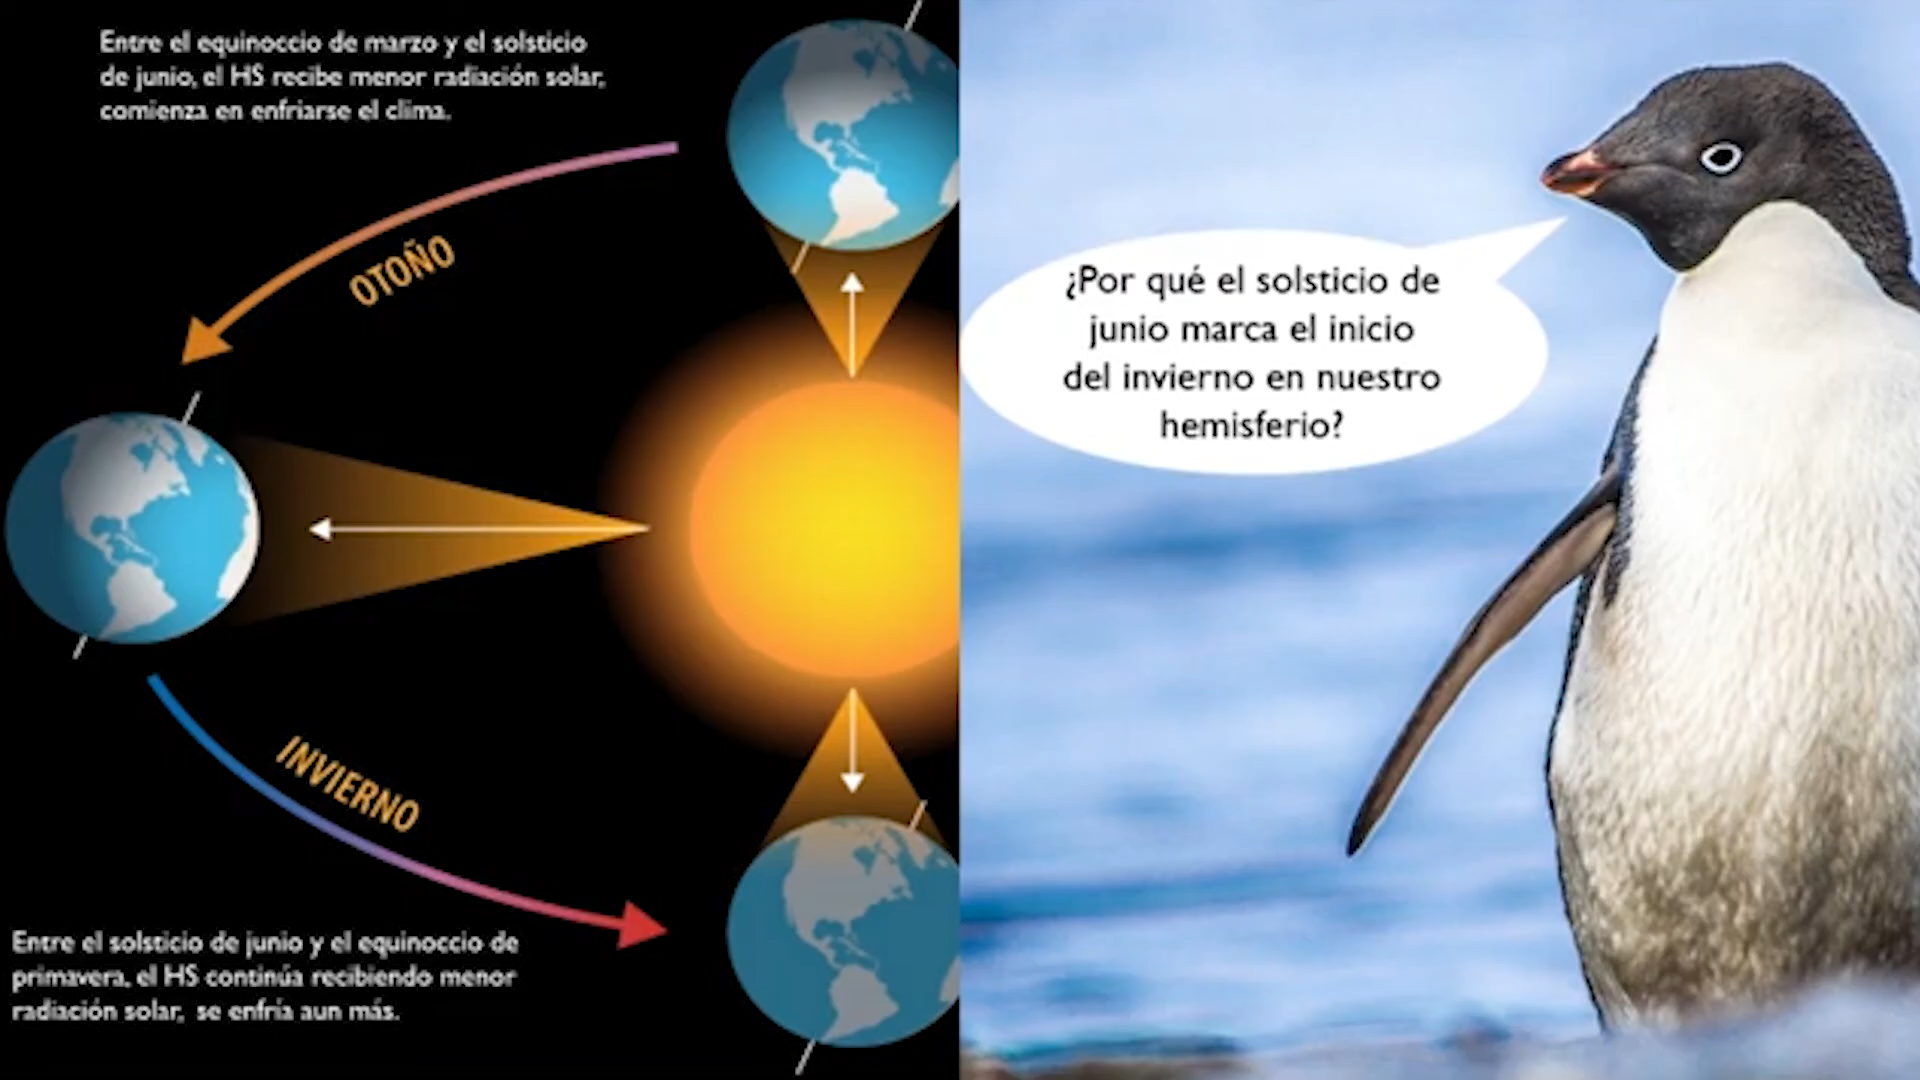 Entre el equinoccio de marzo y el solsticio
de junio, el HS recibe menor radiación solar,
comienza en enfriarse el clima.
OTOÑO
INVIERNO
Entre el solsticio de junio y el equinoccio de
primavera, el HS continúa recibiendo menor
radiación solar, se enfría aun más.
¿Por qué el solsticio de
junio marca el inicio
del invierno en nuestro
hemisferio?